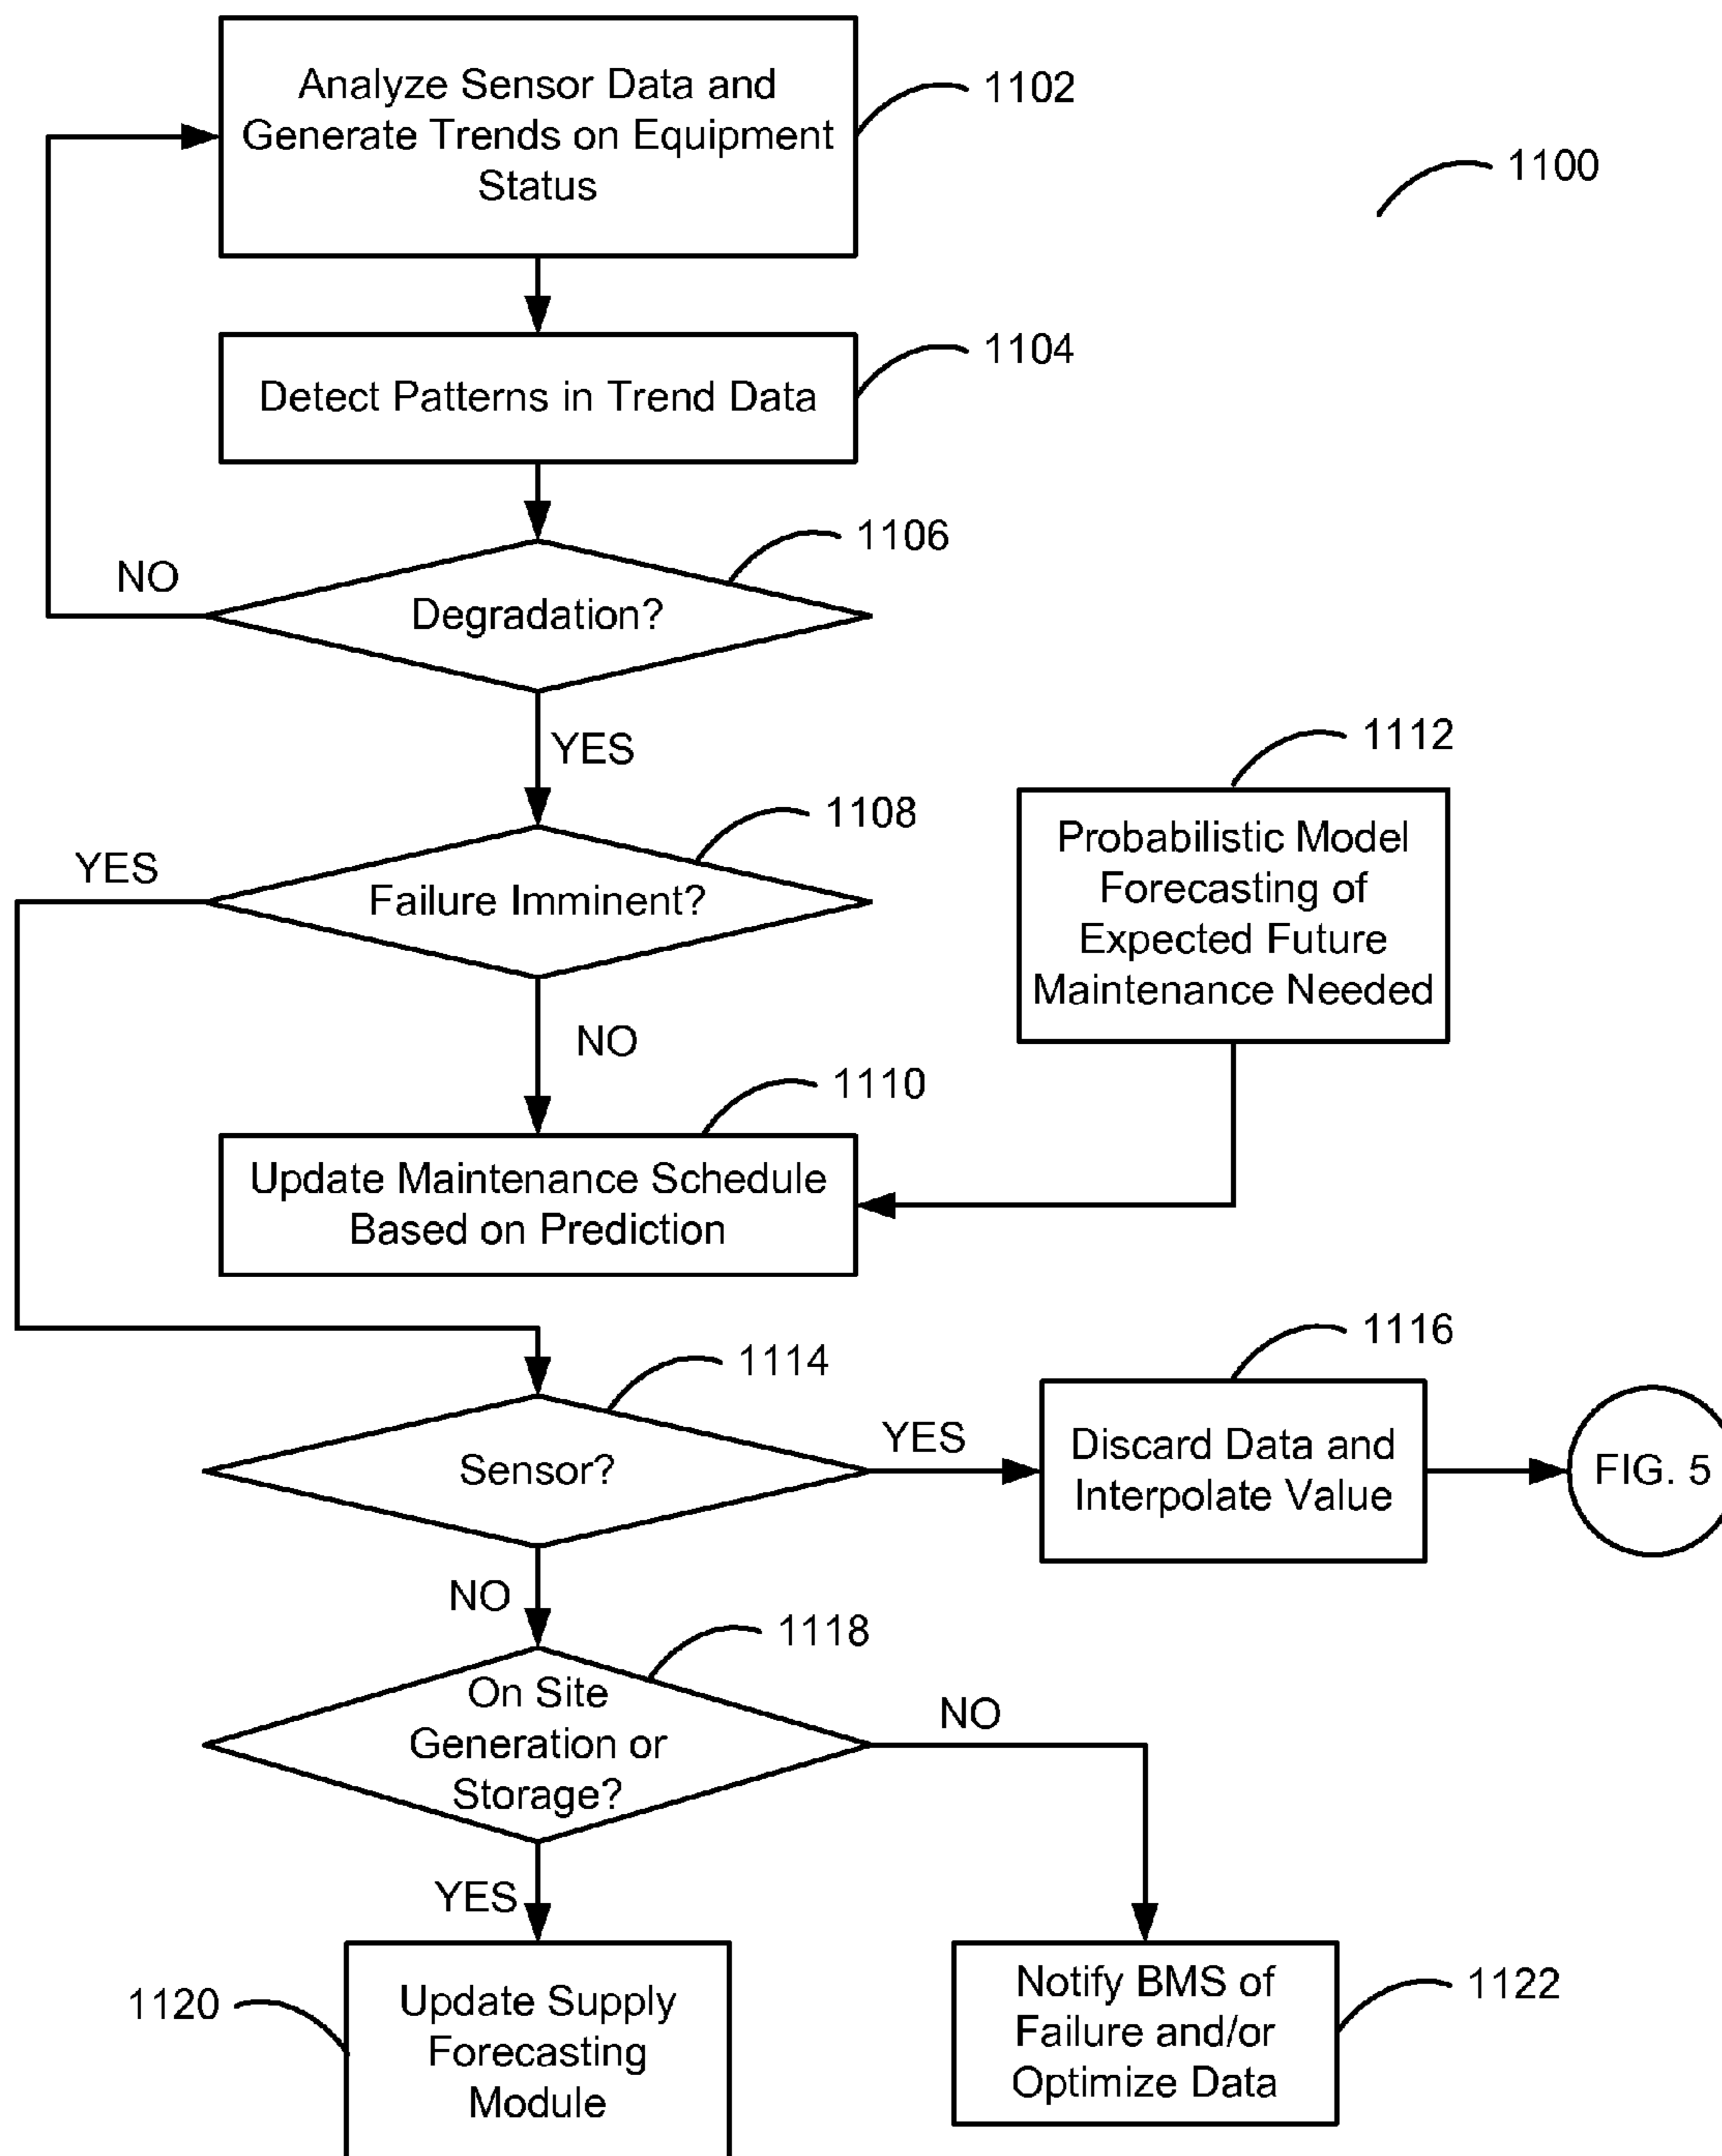 Analyze Sensor Data and
Generate Trends on Equipment
Status
1102
1100
Detect Patterns in Trend Data
1104
1106
NO
Degradation?
YES
1112
1108
YES
Failure Imminent?
Probabilistic Model
Forecasting of
Expected Future
Maintenance Needed
NO
1110
Update Maintenance Schedule
Based on Prediction
1116
1114
YES
Sensor?
Discard Data and
Interpolate Value
FIG. 5
NO
1118
On Site
Generation or
Storage?
NO
YES
1120
Update Supply
Forecasting
Module
Notify BMS of
Failure and/or
Optimize Data
1122